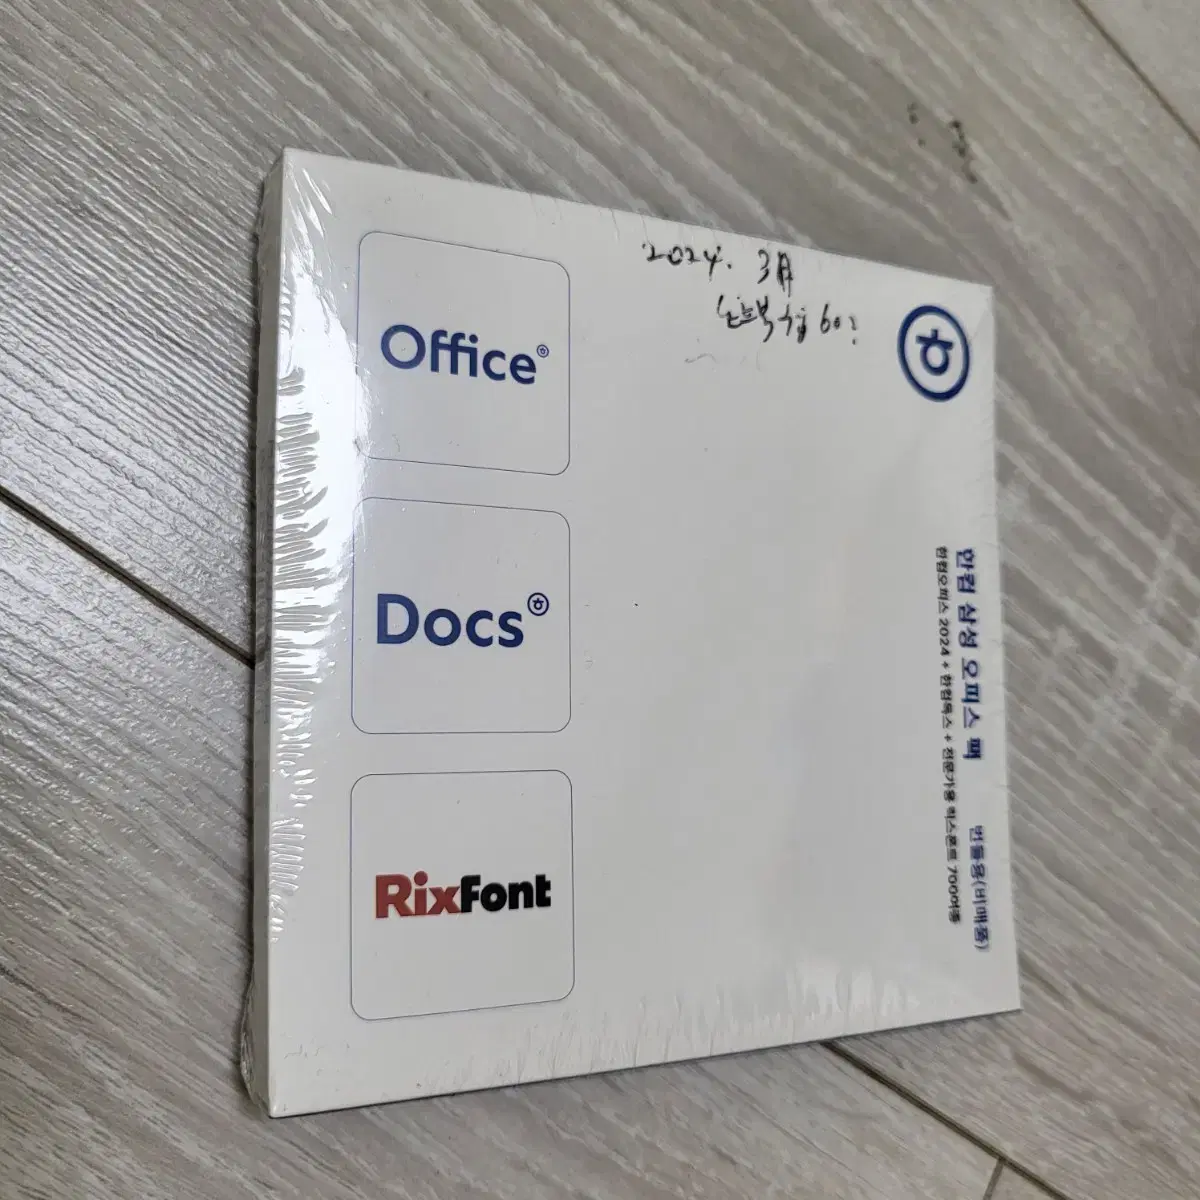 2024. 3月
Office
Docs
RixFont
한컴 삼성 오피스 팩
번들용(비매품)
한컴오피스 2024 + 한컴독스 + 전문가용 릭스폰트 700여종